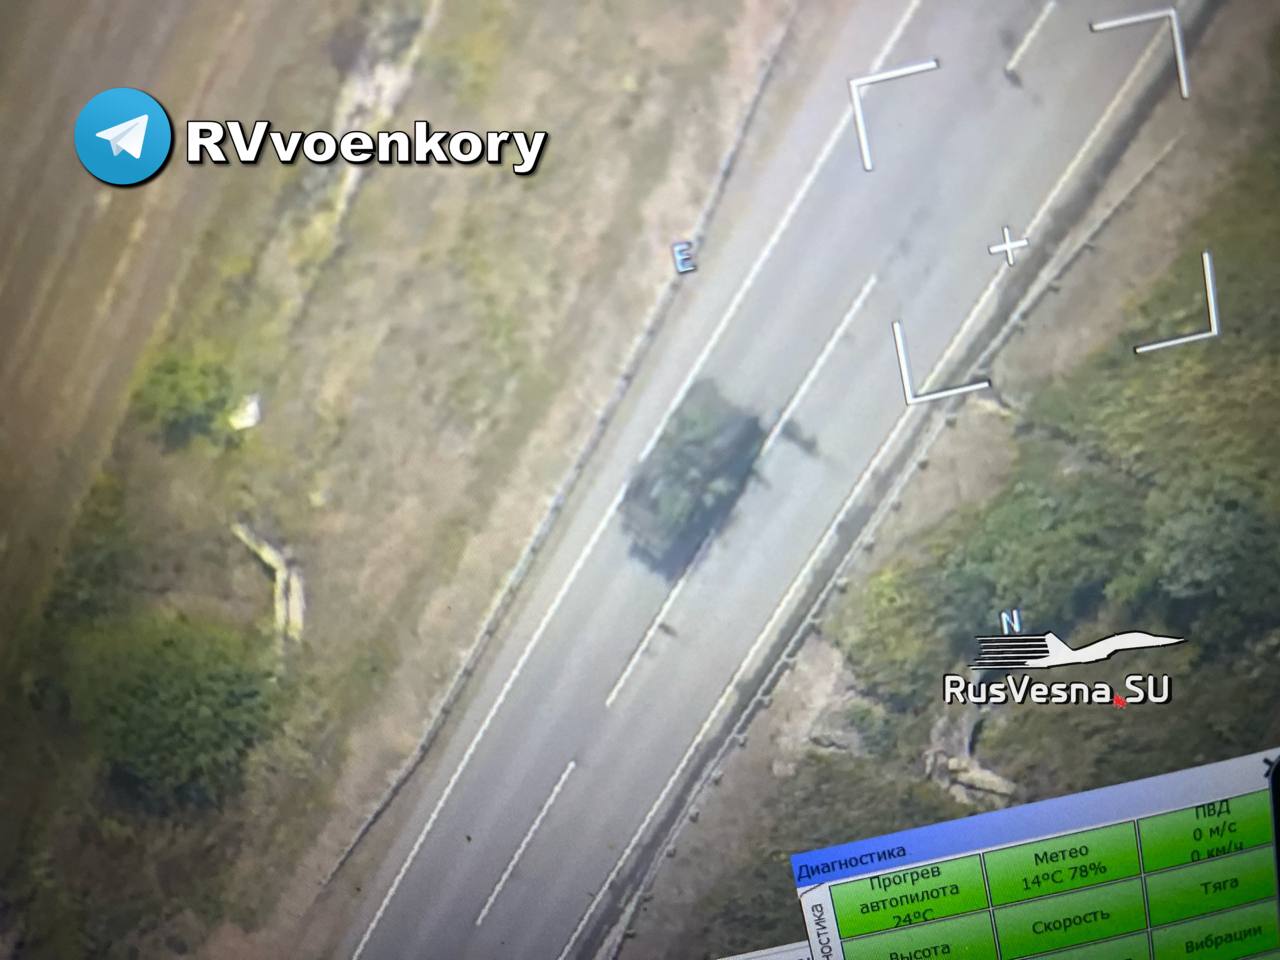 RVvoenkory
E
N
RusVesna.SU
Диагностика
Прогрев
автопилота
24°C
Метео
14°C 78%
ПВД
0 м/с
0 км/ч
Высота
Скорость
Тяга
Вибрации